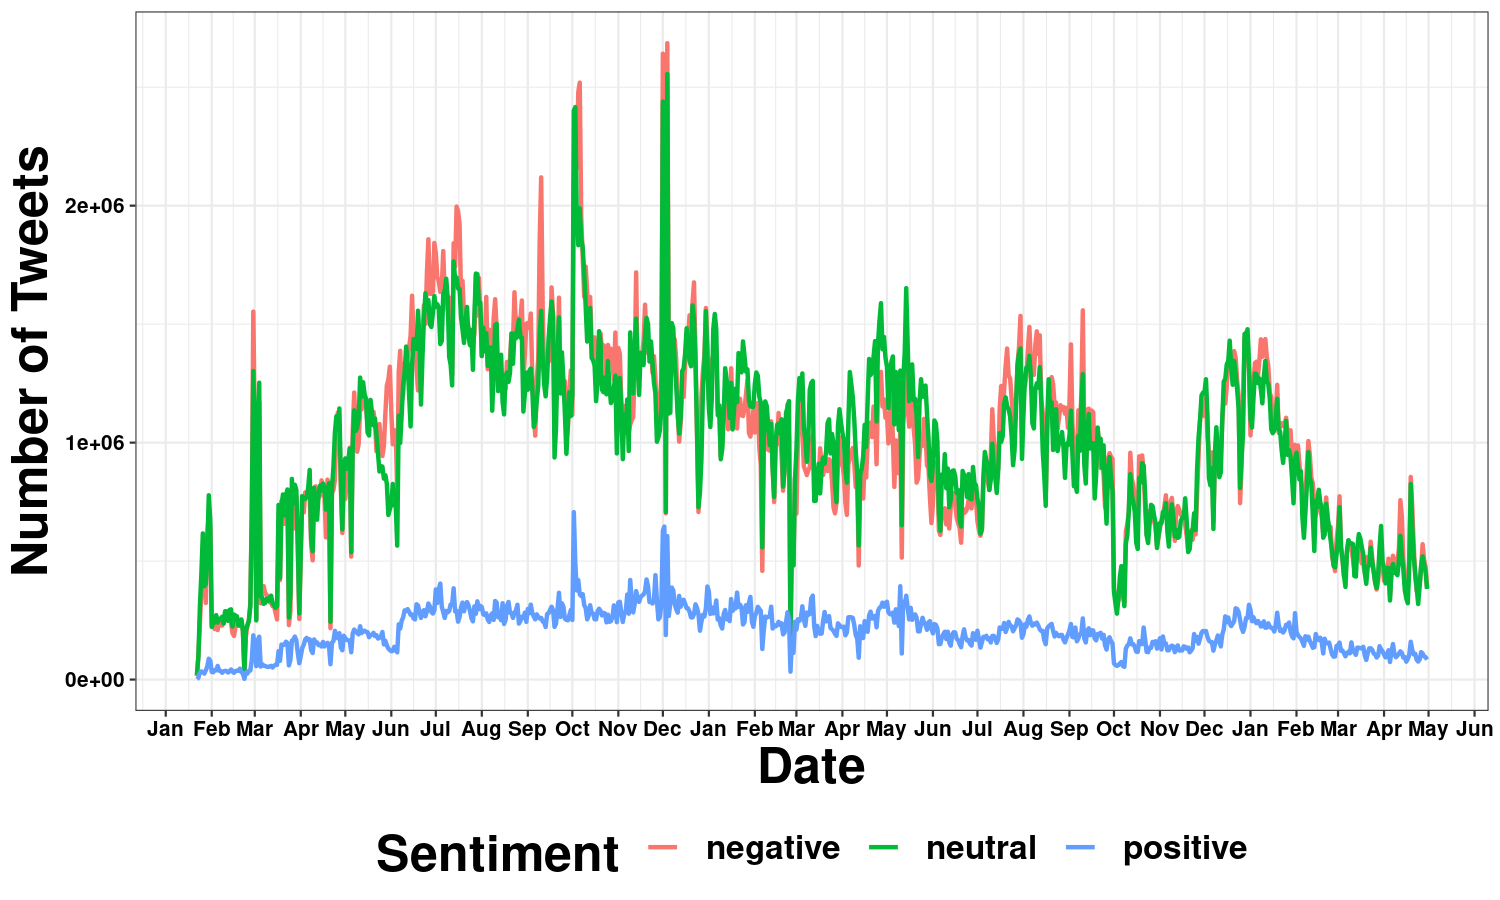 Number of Tweets
2e+06
1e+06
0e+00
Jan Feb Mar Apr May Jun Jul Aug Sep Oct Nov Dec Jan Feb Mar Apr May Jun Jul Aug Sep Oct Nov Dec Jan Feb Mar Apr May Jun
Date
Sentiment negative neutral positive